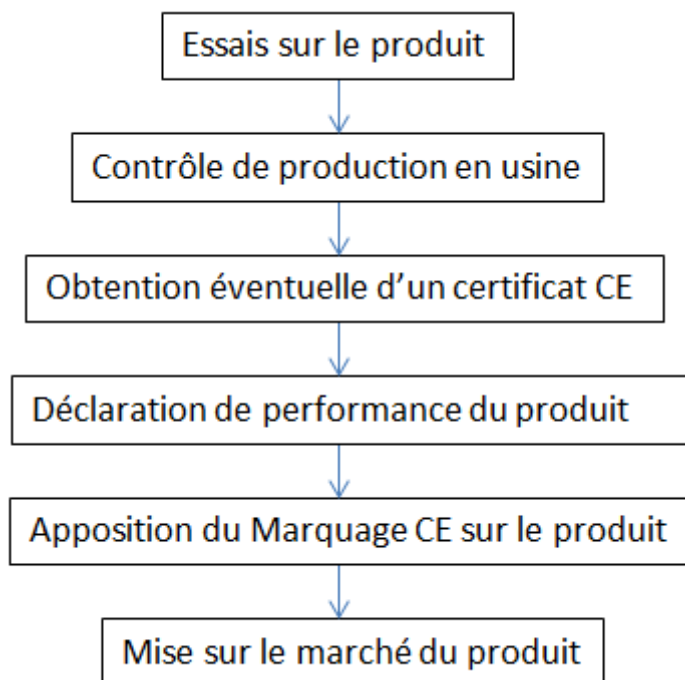 Essais sur le produit
Contrôle de production en usine
Obtention éventuelle d’un certificat CE
Déclaration de performance du produit
Apposition du Marquage CE sur le produit
Mise sur le marché du produit